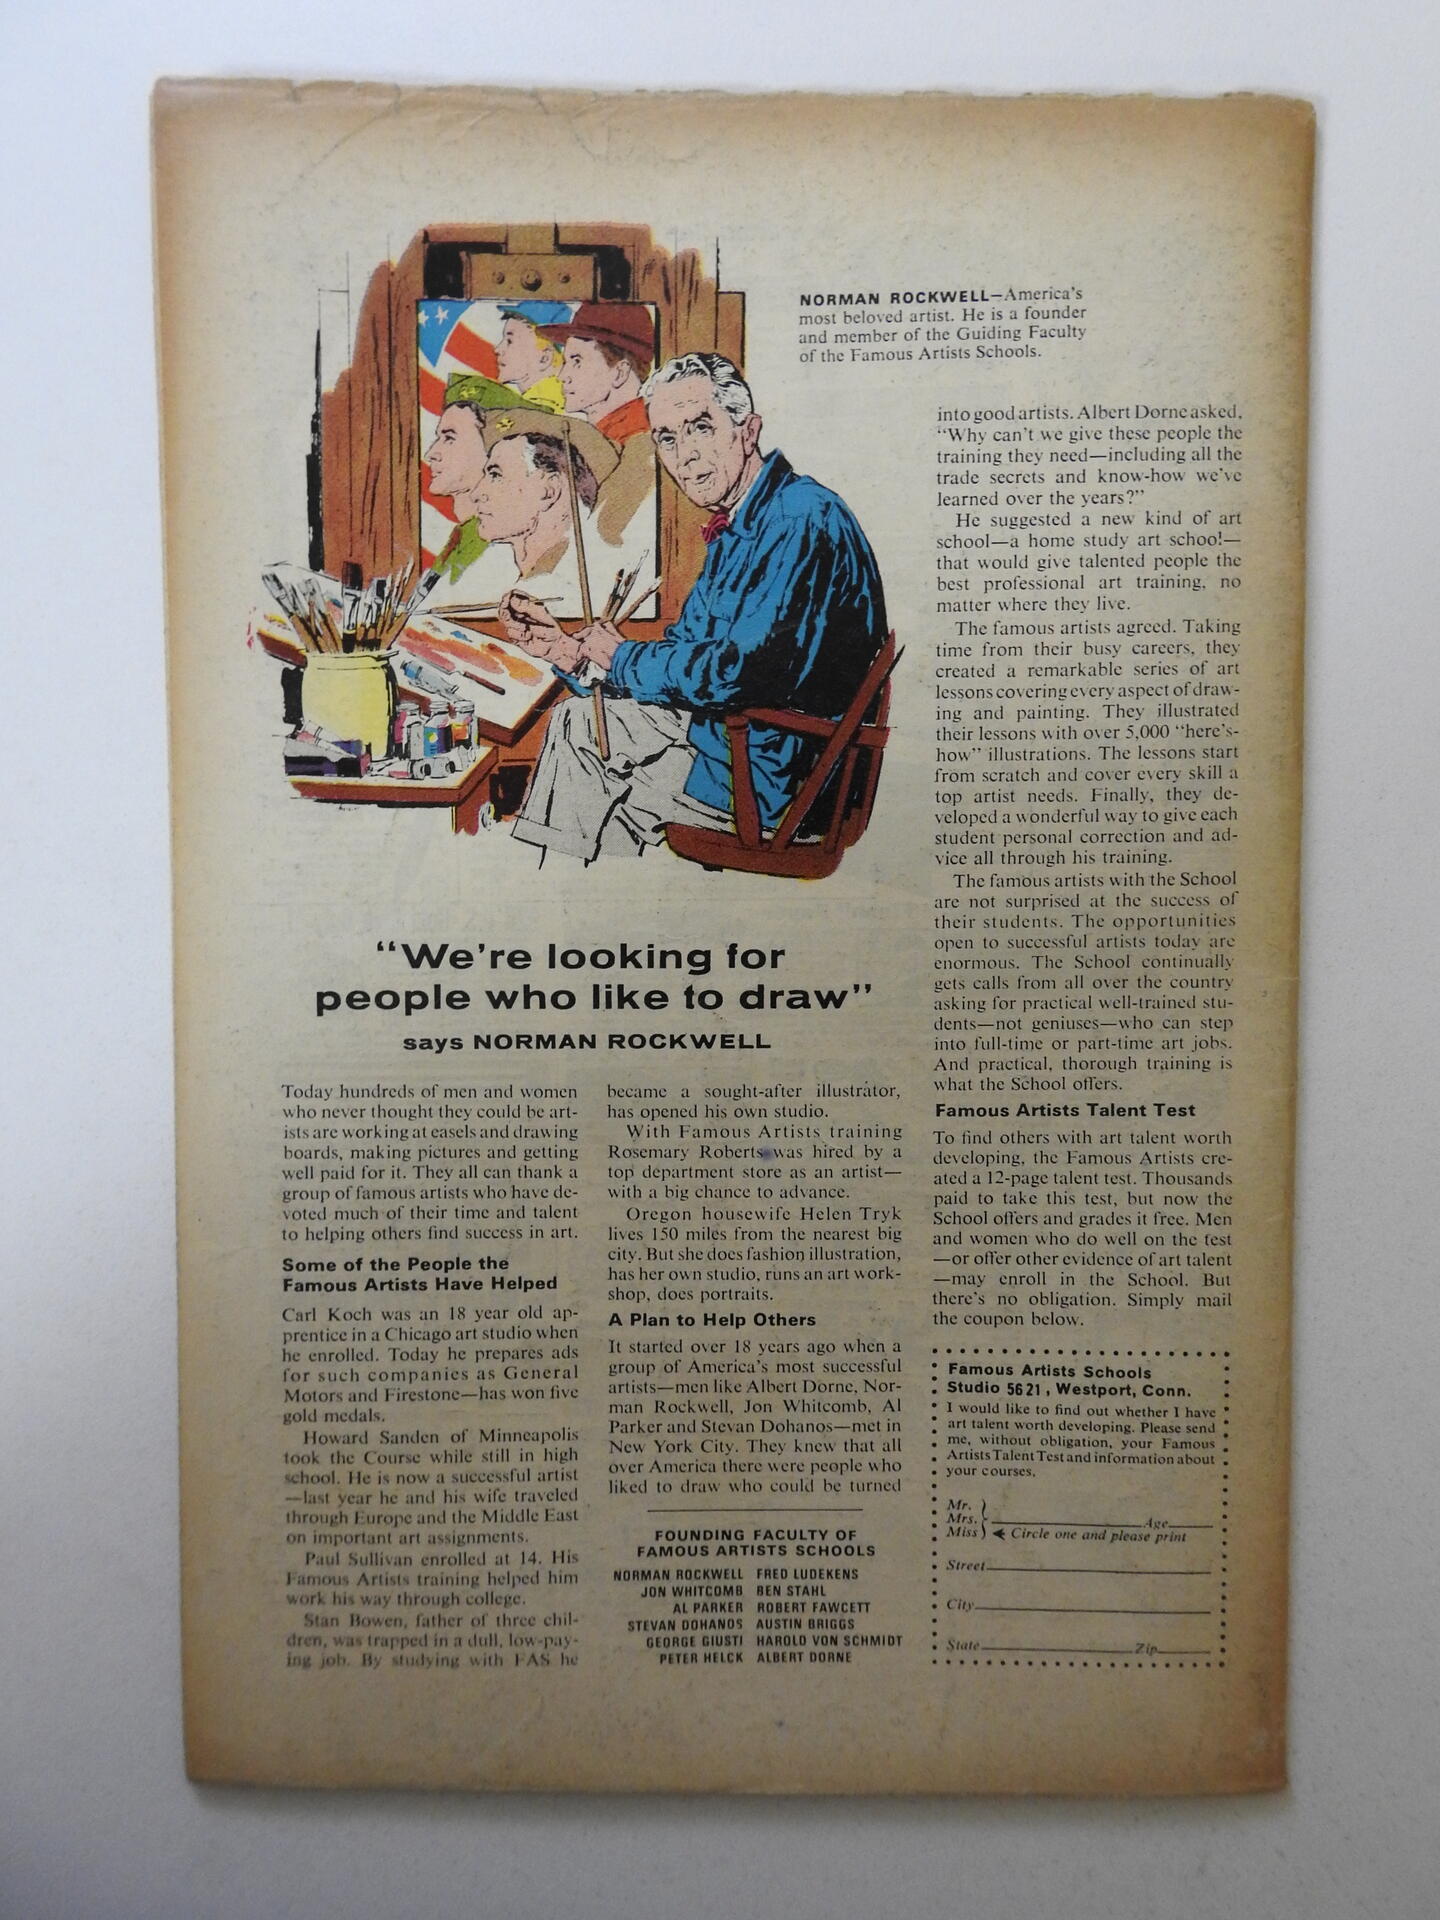 NORMAN ROCKWELL—America's
most beloved artist. He is a founder
and member of the Guiding Faculty
of the Famous Artists Schools.
"We're looking for
people who like to draw"
says NORMAN ROCKWELL
Today hundreds of men and women
who never thought they could be art-
ists are working at easels and drawing
boards, making pictures and getting
well paid for it. They all can thank a
group of famous artists who have de-
voted much of their time and talent
to helping others find success in art.
Some of the People the
Famous Artists Have Helped
Carl Koch was an 18 year old ap-
prentice in a Chicago art studio when
he enrolled. Today he prepares ads
for such companies as General
Motors and Firestone—has won five
gold medals.
Howard Sanden of Minneapolis
took the Course while still in high
school. He is now a successful artist
—last year he and his wife traveled
through Europe and the Middle East
on important art assignments.
Paul Sullivan enrolled at 14. His
Famous Artists training helped him
work his way through college.
Stan Bowen, father of three chil-
dren, was trapped in a dull, low-pay-
ing job. By studying with FAS he
became a sought-after illustrator,
has opened his own studio.
With Famous Artists training
Rosemary Roberts was hired by a
top department store as an artist—
with a big chance to advance.
Oregon housewife Helen Tryk
lives 150 miles from the nearest big
city. But she does fashion illustration,
has her own studio, runs an art work-
shop, does portraits.
A Plan to Help Others
It started over 18 years ago when a
group of America's most successful
artists—men like Albert Dorne, Nor-
man Rockwell, Jon Whitcomb, Al
Parker and Stevan Dohanos—met in
New York City. They knew that all
over America there were people who
liked to draw who could be turned
FOUNDING FACULTY OF
FAMOUS ARTISTS SCHOOLS
NORMAN ROCKWELL FRED LUDEKENS
JON WHITCOMB BEN STAHL
AL PARKER ROBERT FAWCETT
STEVAN DOHANOS AUSTIN BRIGGS
GEORGE GIUSTI HAROLD VON SCHMIDT
PETER HELCK ALBERT DORNE
into good artists. Albert Dorne asked,
"Why can't we give these people the
training they need—including all the
trade secrets and know-how we've
learned over the years?"
He suggested a new kind of art
school—a home study art school—
that would give talented people the
best professional art training, no
matter where they live.
The famous artists agreed. Taking
time from their busy careers, they
created a remarkable series of art
lessons covering every aspect of draw-
ing and painting. They illustrated
their lessons with over 5,000 "here's-
how" illustrations. The lessons start
from scratch and cover every skill a
top artist needs. Finally, they de-
veloped a wonderful way to give each
student personal correction and ad-
vice all through his training.
The famous artists with the School
are not surprised at the success of
their students. The opportunities
open to successful artists today are
enormous. The School continually
gets calls from all over the country
asking for practical well-trained stu-
dents—not geniuses—who can step
into full-time or part-time art jobs.
And practical, thorough training is
what the School offers.
Famous Artists Talent Test
To find others with art talent worth
developing, the Famous Artists cre-
ated a 12-page talent test. Thousands
paid to take this test, but now the
School offers and grades it free. Men
and women who do well on the test
—or offer other evidence of art talent
—may enroll in the School. But
there's no obligation. Simply mail
the coupon below.
Famous Artists Schools
Studio 5621, Westport, Conn.
I would like to find out whether I have
art talent worth developing. Please send
me, without obligation, your Famous
Artists Talent Test and information about
your courses.
Mr.
Mrs. Age
Miss Circle one and please print
Street
City
State Zip